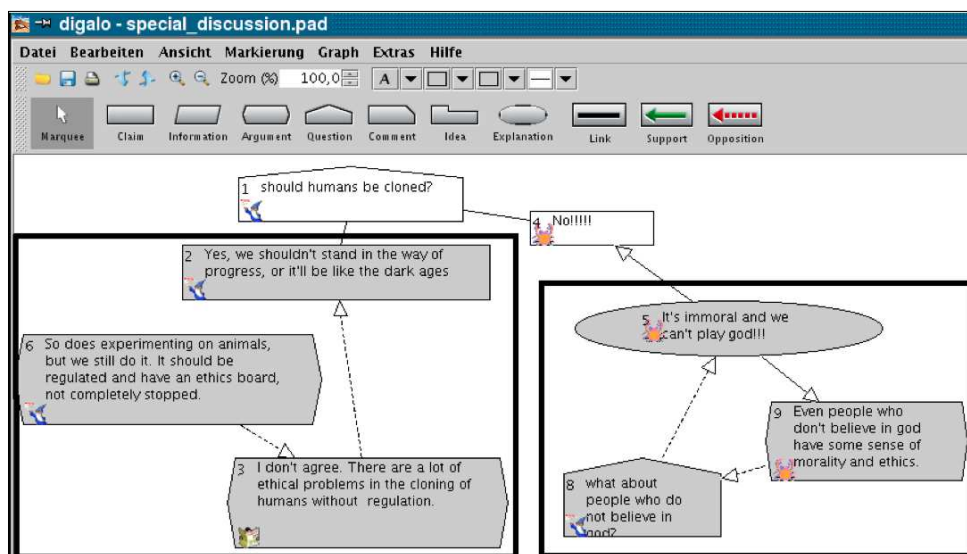 digalo - special_discussion.pad
Datei Bearbeiten Ansicht Markierung Graph Extras Hilfe
Zoom (%) 100,0 A
Marquee Claim Information Argument Question Comment Idea Explanation Link Support Opposition
1 should humans be cloned?
4 No!!!!!
2 Yes, we shouldn't stand in the way of
progress, or it'll be like the dark ages
5 It's immoral and we
can't play god!!!
6 So does experimenting on animals,
but we still do it. It should be
regulated and have an ethics board,
not completely stopped.
9 Even people who
don't believe in god
have some sense of
morality and ethics.
3 I don't agree. There are a lot of
ethical problems in the cloning of
humans without regulation.
8 what about
people who do
not believe in
god?